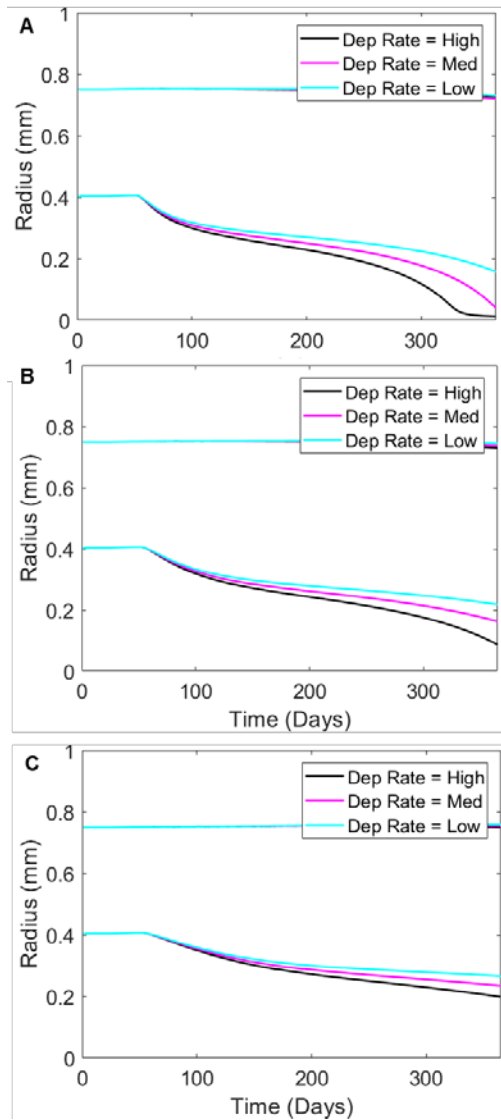 A
1
0.8
0.6
0.4
0.2
0
Radius (mm)
Dep Rate = High
Dep Rate = Med
Dep Rate = Low
0 100 200 300
B
1
0.8
0.6
0.4
0.2
0
Radius (mm)
Dep Rate = High
Dep Rate = Med
Dep Rate = Low
0 100 200 300
Time (Days)
C
1
0.8
0.6
0.4
0.2
0
Radius (mm)
Dep Rate = High
Dep Rate = Med
Dep Rate = Low
0 100 200 300
Time (Days)